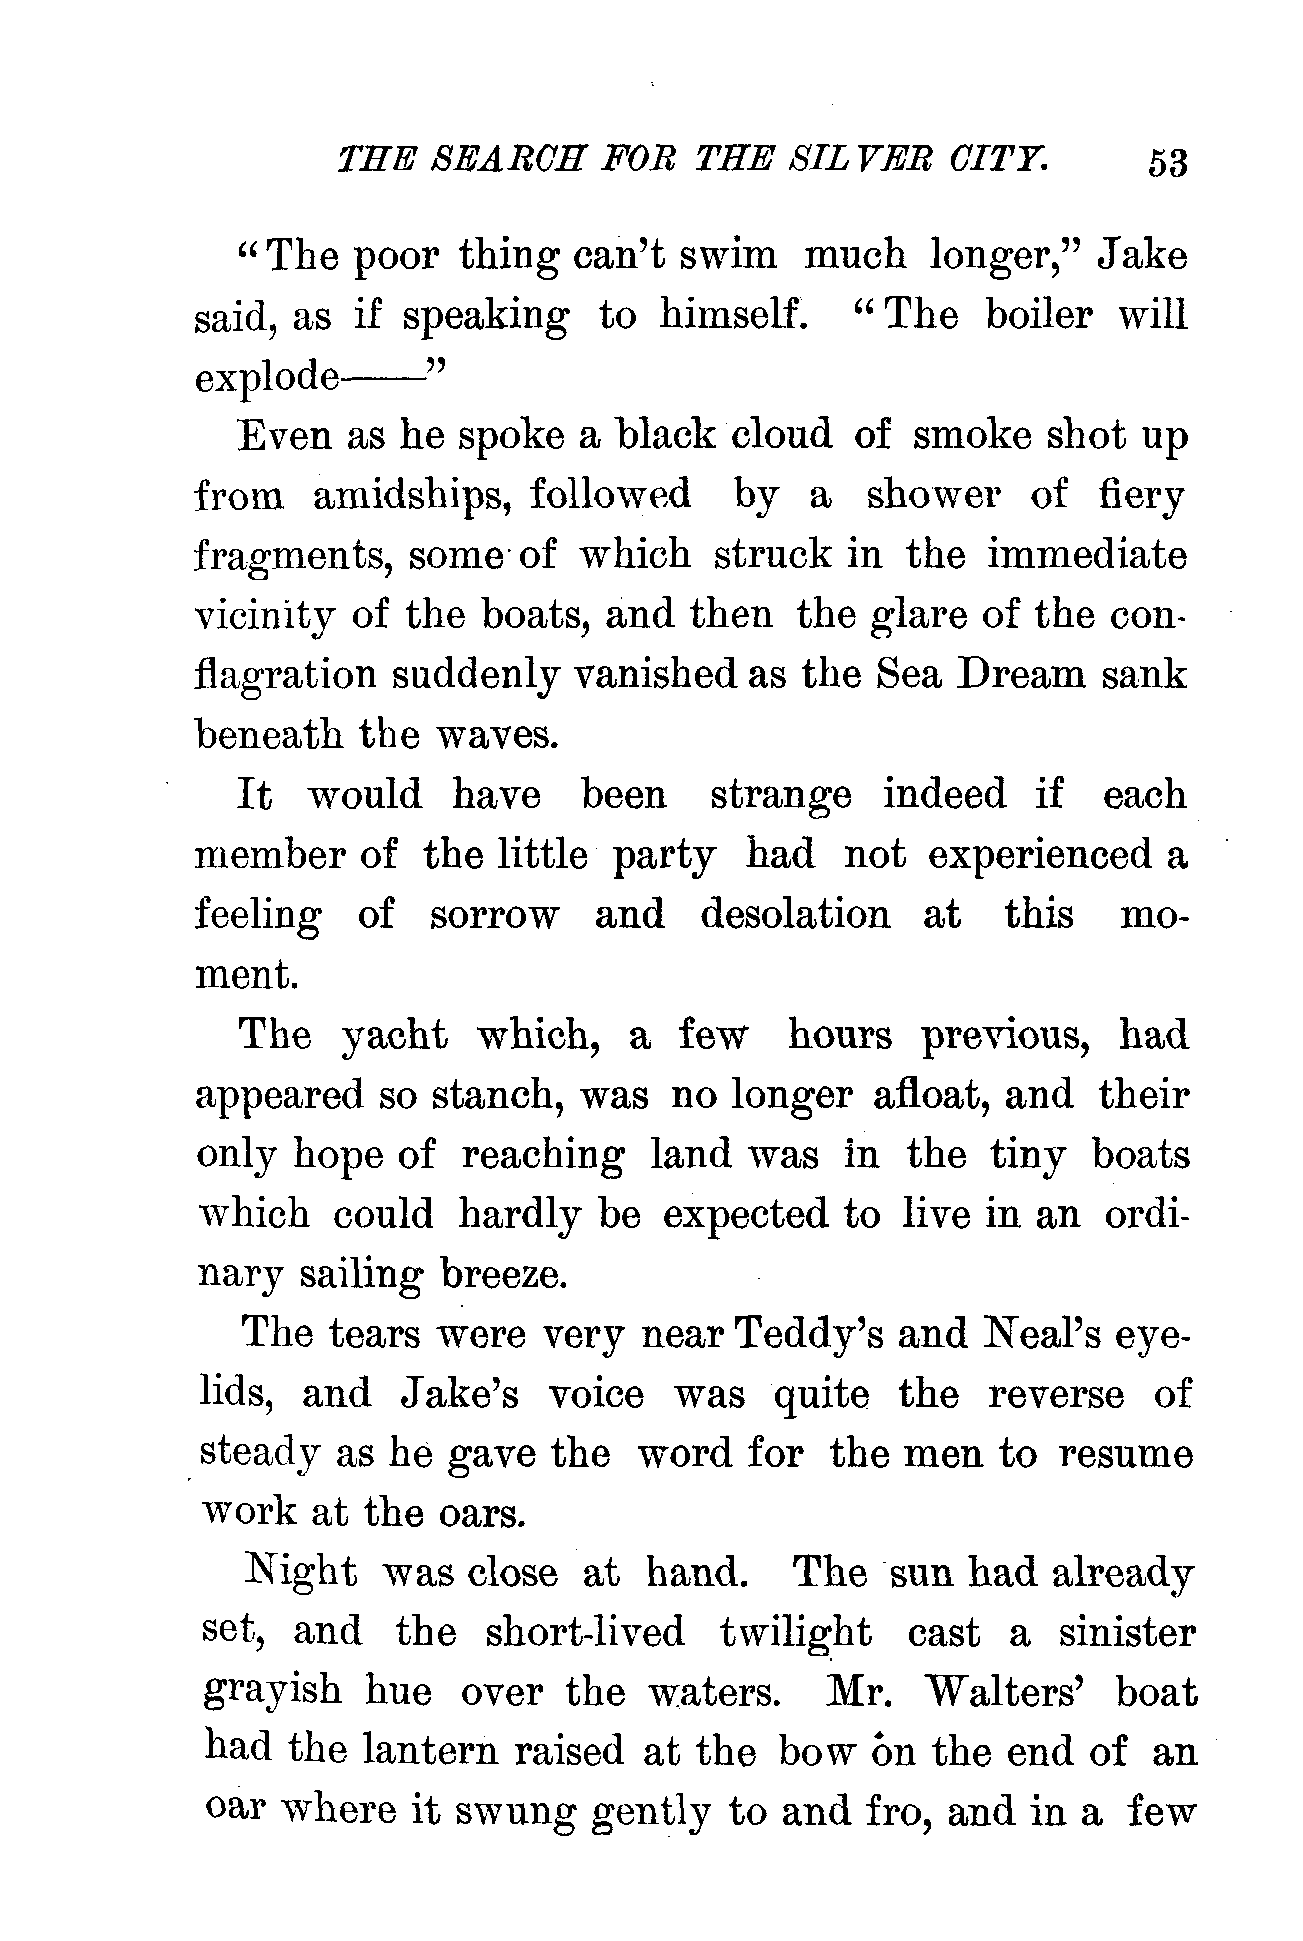 THE SEARCH FOR THE SILVER CITY. 53
“The poor thing can’t swim much longer,” Jake
said, as if speaking to himself. “The boiler will
explode——”
Even as he spoke a black cloud of smoke shot up
from amidships, followed by a shower of fiery
fragments, some of which struck in the immediate
vicinity of the boats, and then the glare of the con-
flagration suddenly vanished as the Sea Dream sank
beneath the waves.
It would have been strange indeed if each
member of the little party had not experienced a
feeling of sorrow and desolation at this mo-
ment.
The yacht which, a few hours previous, had
appeared so stanch, was no longer afloat, and their
only hope of reaching land was in the tiny boats
which could hardly be expected to live in an ordi-
nary sailing breeze.
The tears were very near Teddy’s and Neal’s eye-
lids, and Jake’s voice was quite the reverse of
steady as he gave the word for the men to resume
work at the oars.
Night was close at hand. The sun had already
set, and the short-lived twilight cast a sinister
grayish hue over the waters. Mr. Walters’ boat
had the lantern raised at the bow on the end of an
oar where it swung gently to and fro, and in a few